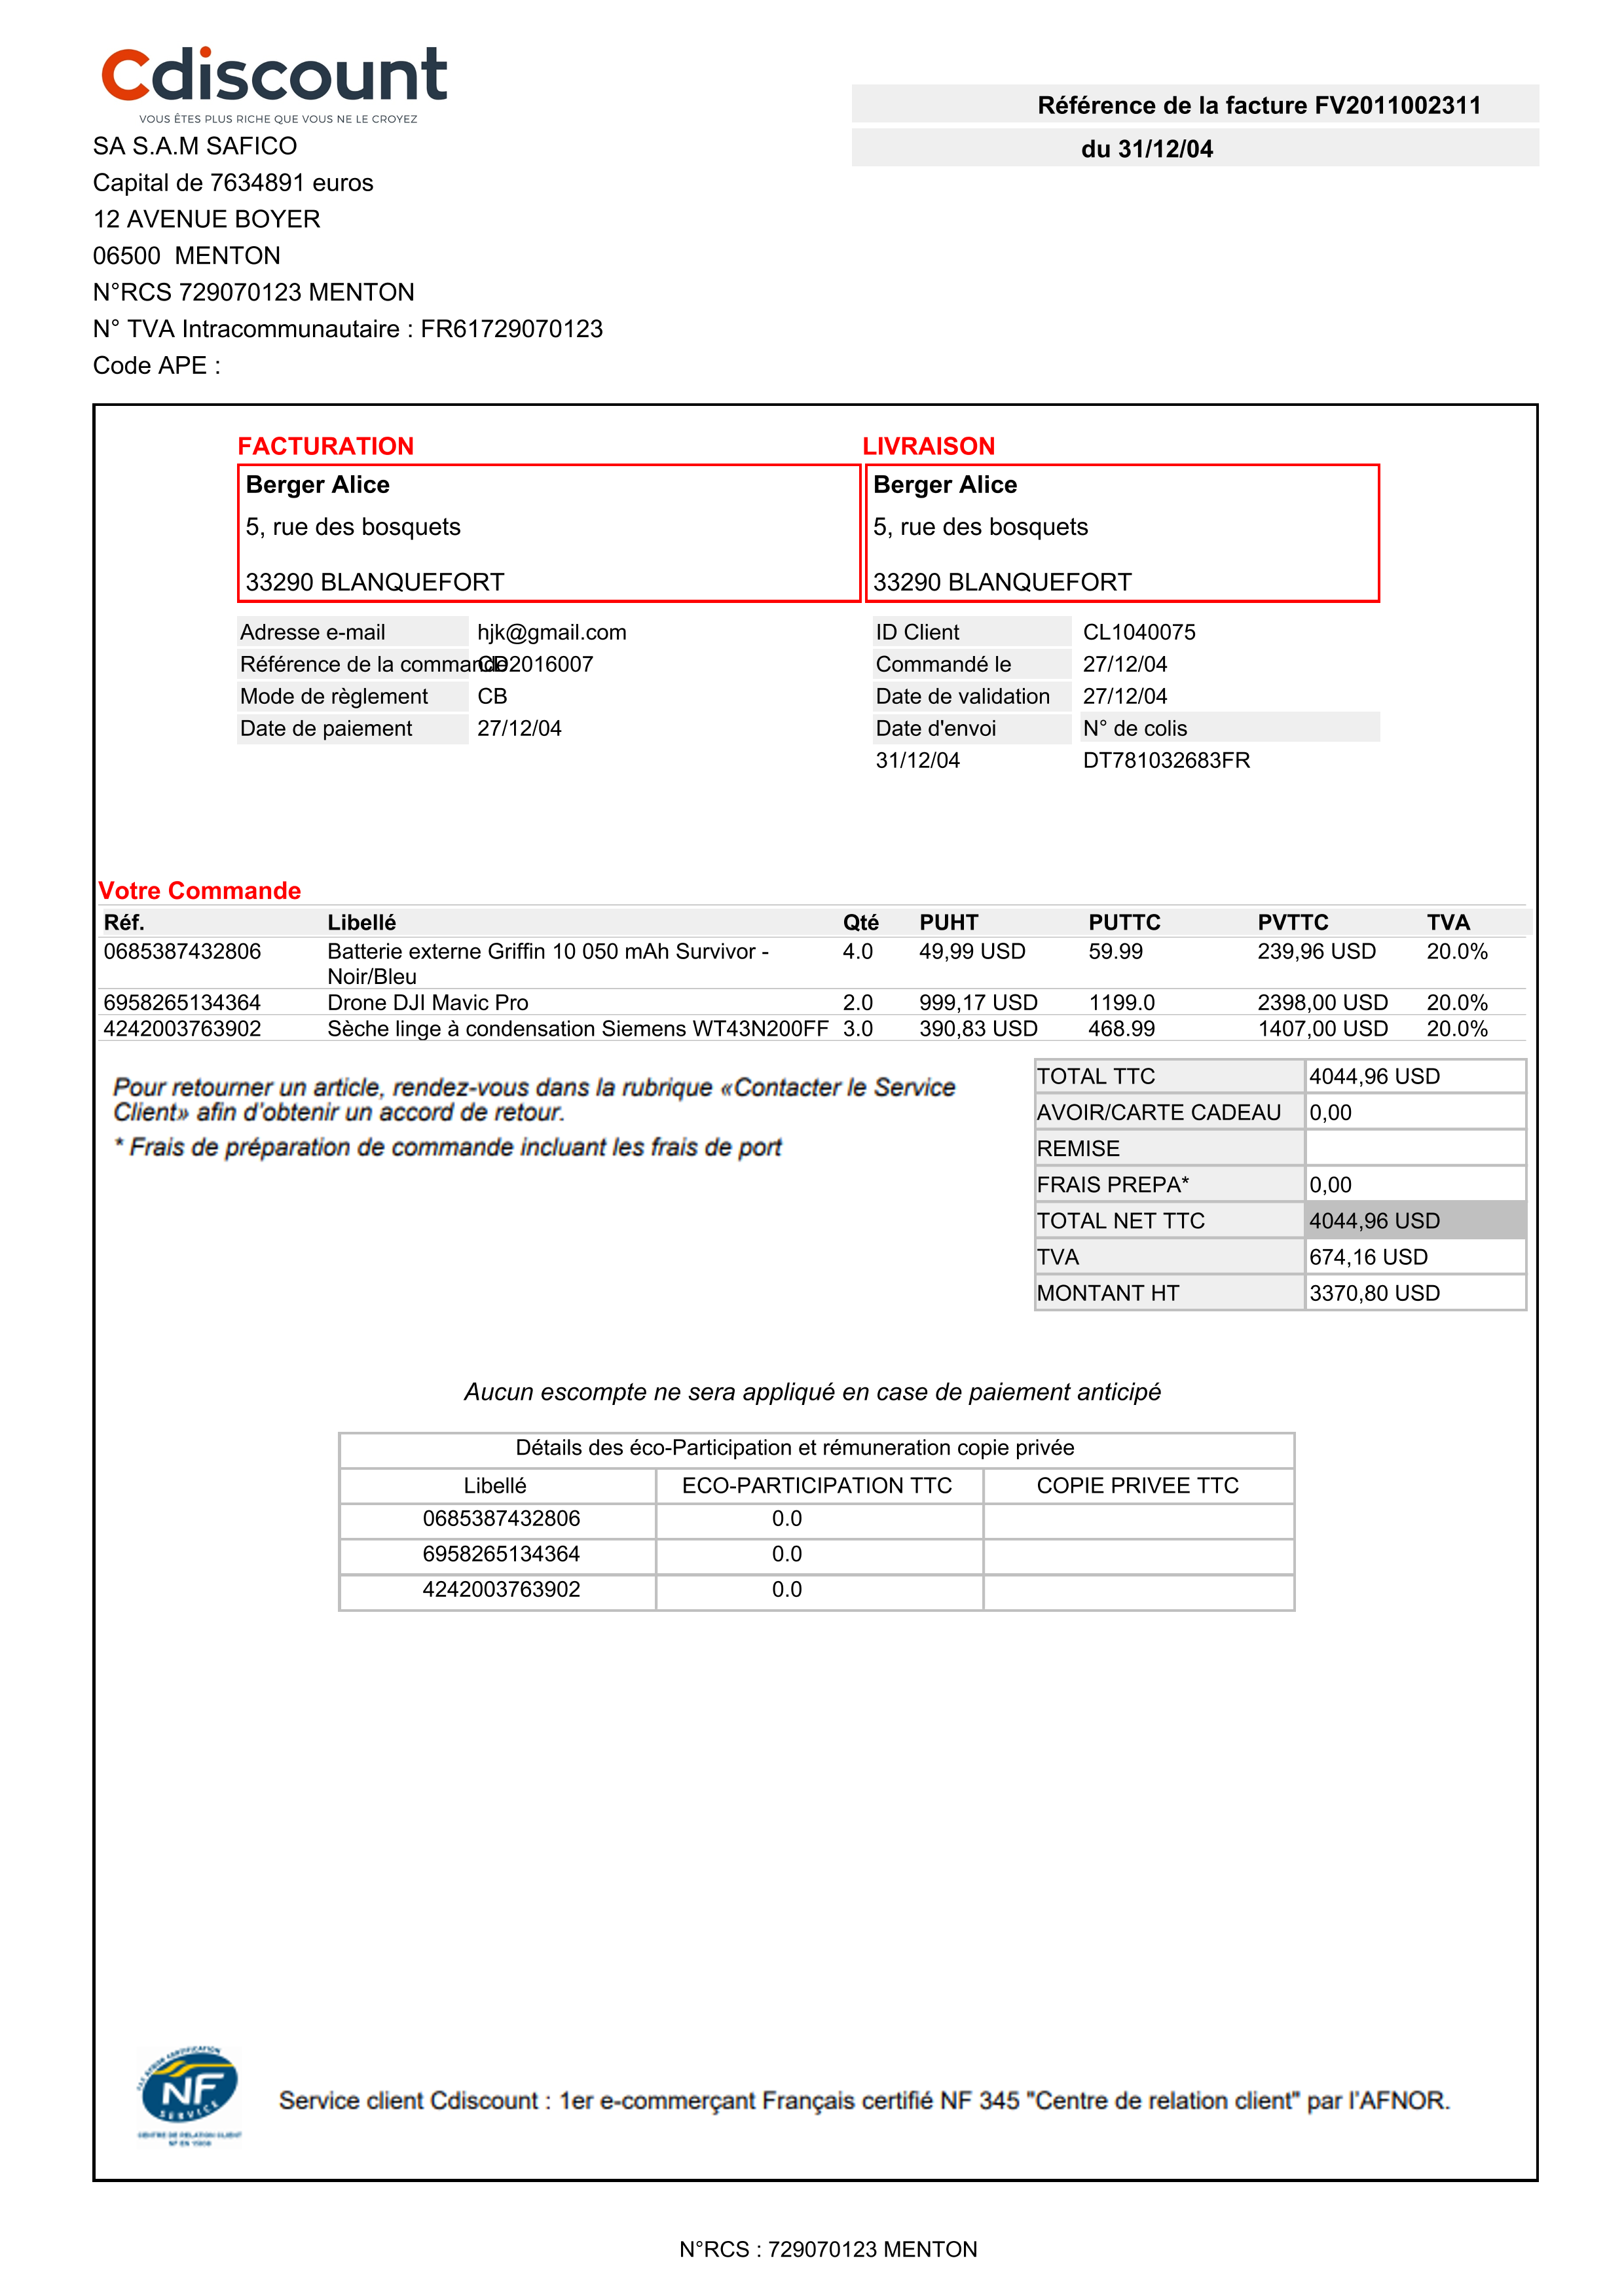 Cdiscount
VOUS ÊTES PLUS RICHE QUE VOUS NE LE CROYEZ
Référence de la facture FV2011002311
du 31/12/04
SA S.A.M SAFICO
Capital de 7634891 euros
12 AVENUE BOYER
06500 MENTON
N°RCS 729070123 MENTON
N° TVA Intracommunautaire : FR61729070123
Code APE :
FACTURATION
Berger Alice
5, rue des bosquets
33290 BLANQUEFORT
LIVRAISON
Berger Alice
5, rue des bosquets
33290 BLANQUEFORT
Adresse e-mail hjk@gmail.com
Référence de la commande CD2016007
Mode de règlement CB
Date de paiement 27/12/04
ID Client CL1040075
Commandé le 27/12/04
Date de validation 27/12/04
Date d'envoi N° de colis
31/12/04 DT781032683FR
Votre Commande
Réf. Libellé Qté PUHT PUTTC PVTTC TVA
0685387432806 Batterie externe Griffin 10 050 mAh Survivor - 4.0 49,99 USD 59.99 239,96 USD 20.0%
Noir/Bleu
6958265134364 Drone DJI Mavic Pro 2.0 999,17 USD 1199.0 2398,00 USD 20.0%
4242003763902 Sèche linge à condensation Siemens WT43N200FF 3.0 390,83 USD 468.99 1407,00 USD 20.0%
Pour retourner un article, rendez-vous dans la rubrique «Contacter le Service
Client» afin d'obtenir un accord de retour.
* Frais de préparation de commande incluant les frais de port
TOTAL TTC 4044,96 USD
AVOIR/CARTE CADEAU 0,00
REMISE
FRAIS PREPA* 0,00
TOTAL NET TTC 4044,96 USD
TVA 674,16 USD
MONTANT HT 3370,80 USD
Aucun escompte ne sera appliqué en case de paiement anticipé
Détails des éco-Participation et rémuneration copie privée
Libellé ECO-PARTICIPATION TTC COPIE PRIVEE TTC
0685387432806 0.0
6958265134364 0.0
4242003763902 0.0
NF
SERVICE
CENTRE DE RELATION CLIENT
Service client Cdiscount : 1er e-commerçant Français certifié NF 345 "Centre de relation client" par l'AFNOR.
N°RCS : 729070123 MENTON